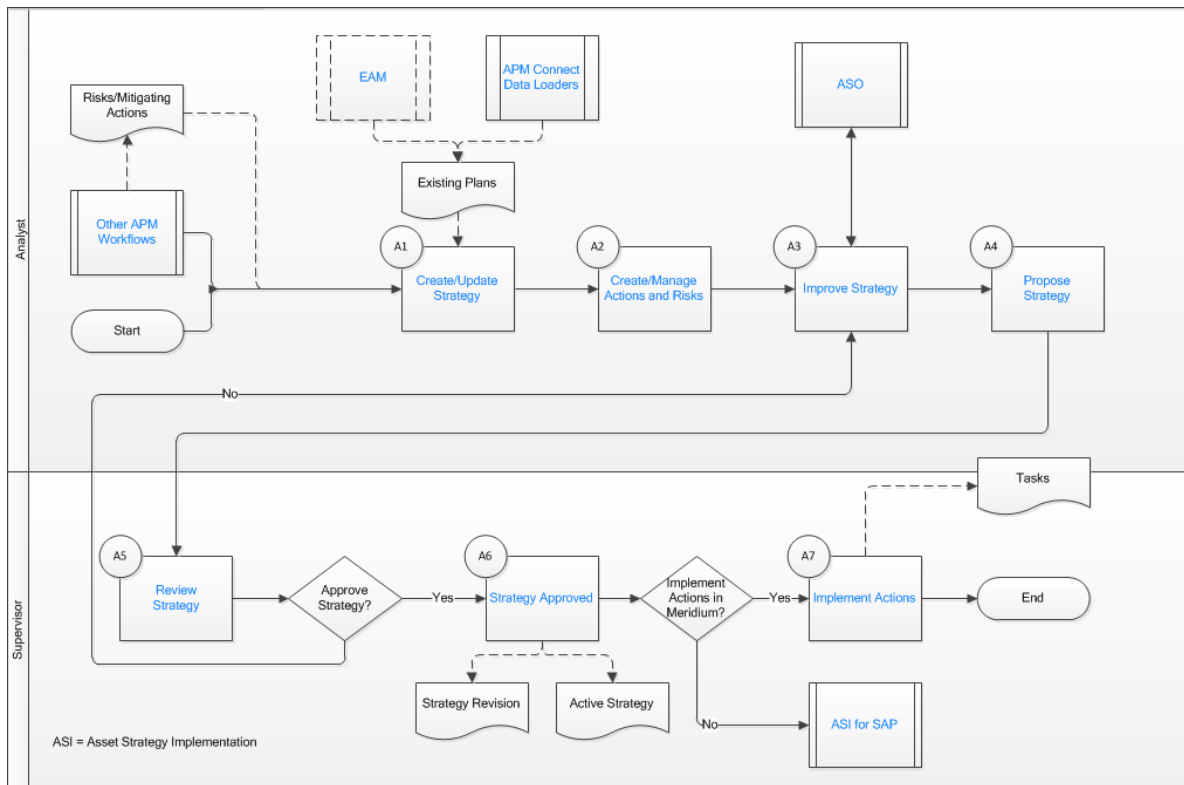 Analyst
EAM
APM Connect
Data Loaders
ASO
Risks/Mitigating
Actions
Existing Plans
Other APM
Workflows
A1
Create/Update
Strategy
A2
Create/Manage
Actions and Risks
A3
Improve Strategy
A4
Propose
Strategy
Start
No
Supervisor
Tasks
A5
Review
Strategy
Approve
Strategy?
Yes
A6
Strategy Approved
Implement
Actions in
Meridium?
Yes
A7
Implement Actions
End
Strategy Revision
Active Strategy
No
ASI for SAP
ASI = Asset Strategy Implementation